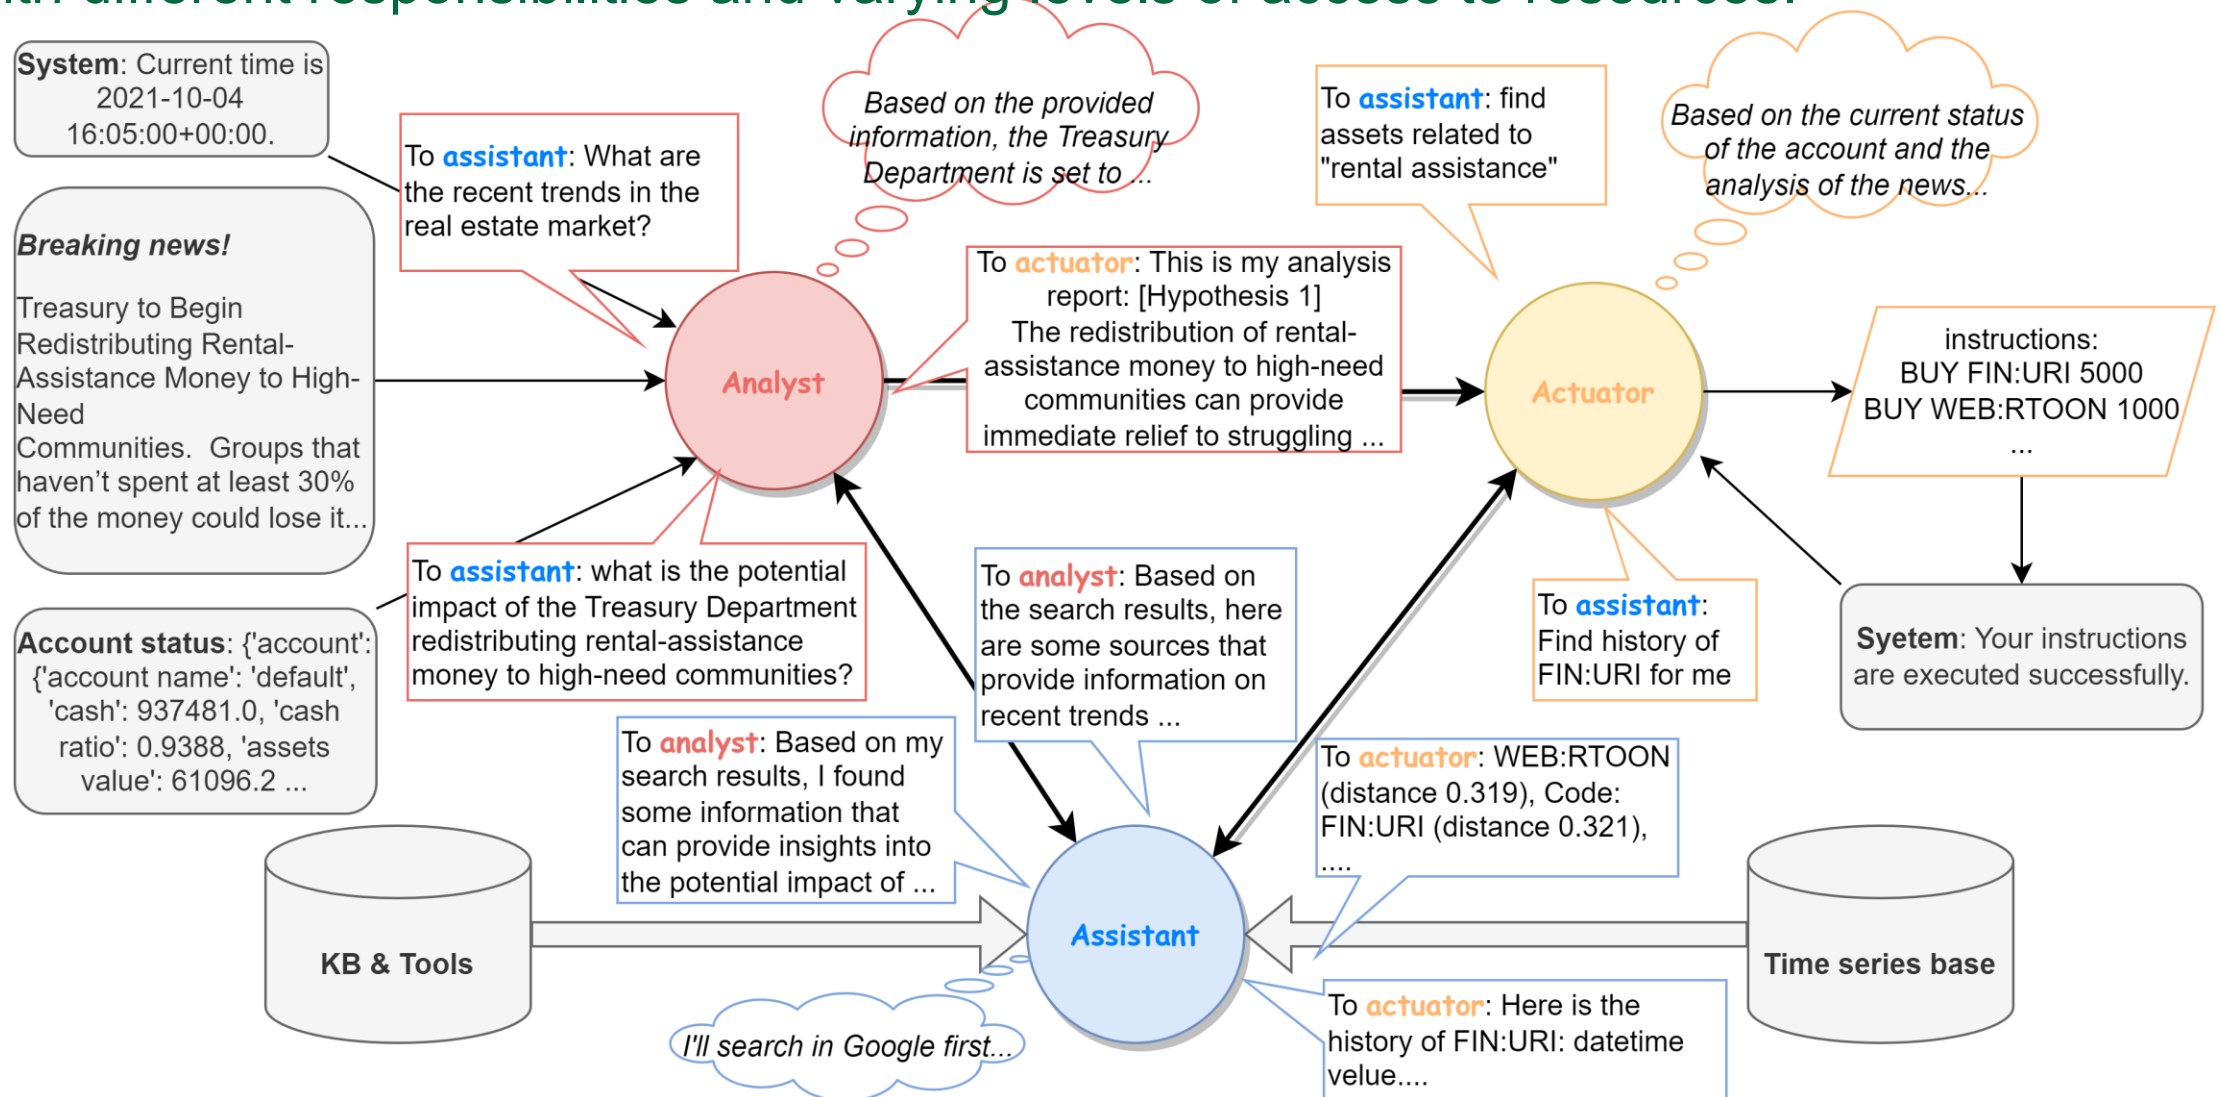 ith different responsibilities and varying levels of access to resources.
System: Current time is
2021-10-04
16:05:00+00:00.
Breaking news!
Treasury to Begin
Redistributing Rental-
Assistance Money to High-
Need
Communities.  Groups that
haven't spent at least 30%
of the money could lose it...
Account status: {'account':
{'account name': 'default',
'cash': 937481.0, 'cash
ratio': 0.9388, 'assets
value': 61096.2 ...
To assistant: What are
the recent trends in the
real estate market?
Based on the provided
information, the Treasury
Department is set to ...
Analyst
To assistant: what is the potential
impact of the Treasury Department
redistributing rental-assistance
money to high-need communities?
To actuator: This is my analysis
report: [Hypothesis 1]
The redistribution of rental-
assistance money to high-need
communities can provide
immediate relief to struggling ...
To assistant: find
assets related to
"rental assistance"
Based on the current status
of the account and the
analysis of the news...
Actuator
instructions:
BUY FIN:URI 5000
BUY WEB:RTOON 1000
...
Syetem: Your instructions
are executed successfully.
To assistant:
Find history of
FIN:URI for me
To analyst: Based on
the search results, here
are some sources that
provide information on
recent trends ...
To analyst: Based on my
search results, I found
some information that
can provide insights into
the potential impact of ...
To actuator: WEB:RTOON
(distance 0.319), Code:
FIN:URI (distance 0.321),
....
KB & Tools
Assistant
Time series base
I'll search in Google first...
To actuator: Here is the
history of FIN:URI: datetime
velue....